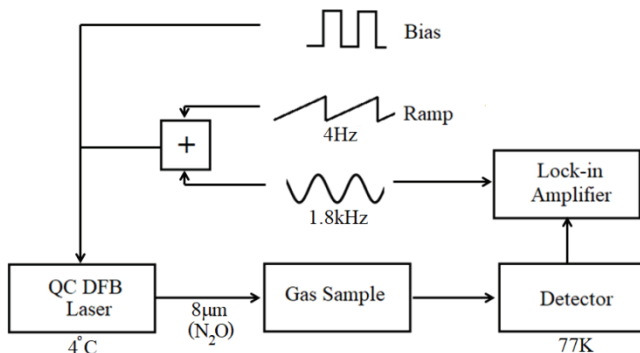 Bias
Ramp
4Hz
+
1.8kHz
Lock-in
Amplifier
QC DFB
Laser
4°C
8μm
(N₂O)
Gas Sample
Detector
77K